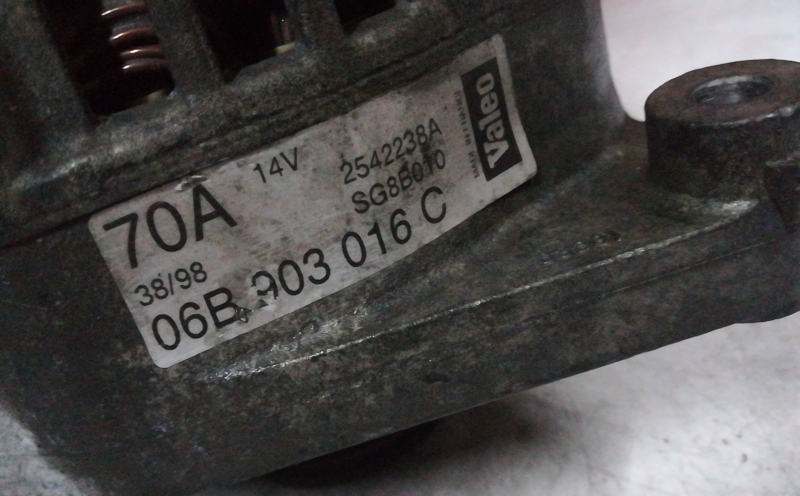 70A 14V 2542238A
SG8B010
38/98
06B 903 016 C
Valeo